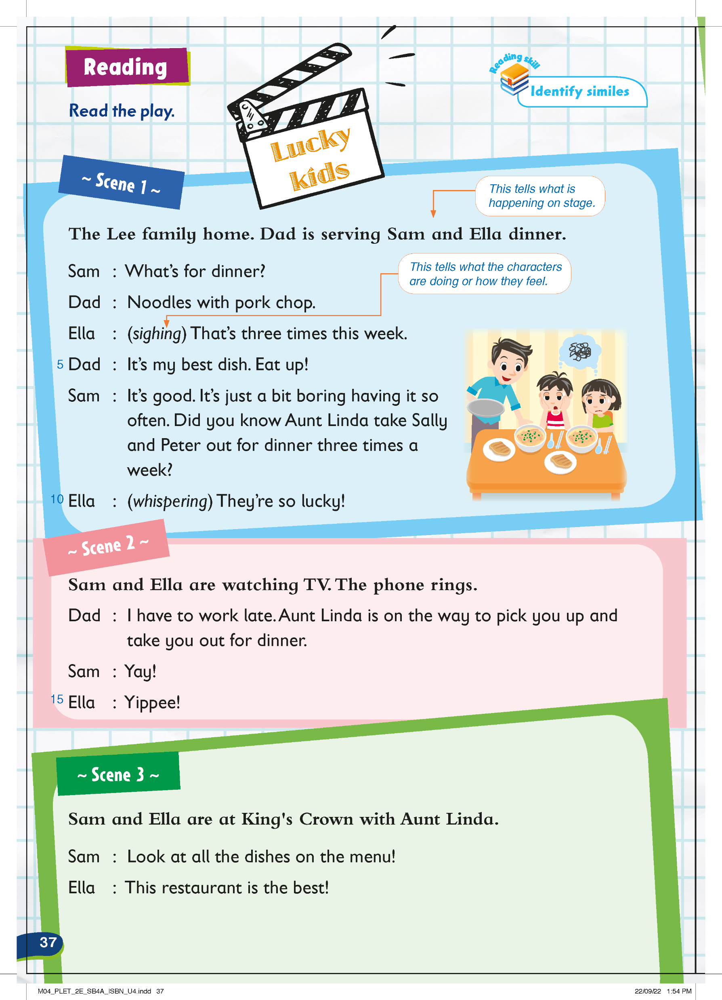 Reading
Reading skill
Identify similes
Read the play.
Lucky
kids
~ Scene 1 ~
This tells what is
happening on stage.
The Lee family home. Dad is serving Sam and Ella dinner.
Sam : What's for dinner?
This tells what the characters
are doing or how they feel.
Dad : Noodles with pork chop.
Ella : (sighing) That's three times this week.
5 Dad : It's my best dish. Eat up!
Sam : It's good. It's just a bit boring having it so
often. Did you know Aunt Linda take Sally
and Peter out for dinner three times a
week?
10 Ella : (whispering) They're so lucky!
~ Scene 2 ~
Sam and Ella are watching TV. The phone rings.
Dad : I have to work late. Aunt Linda is on the way to pick you up and
take you out for dinner.
Sam : Yay!
15 Ella : Yippee!
~ Scene 3 ~
Sam and Ella are at King's Crown with Aunt Linda.
Sam : Look at all the dishes on the menu!
Ella : This restaurant is the best!
37
M04_PLET_2E_SB4A_ISBN_U4.indd 37
22/09/22 1:54 PM